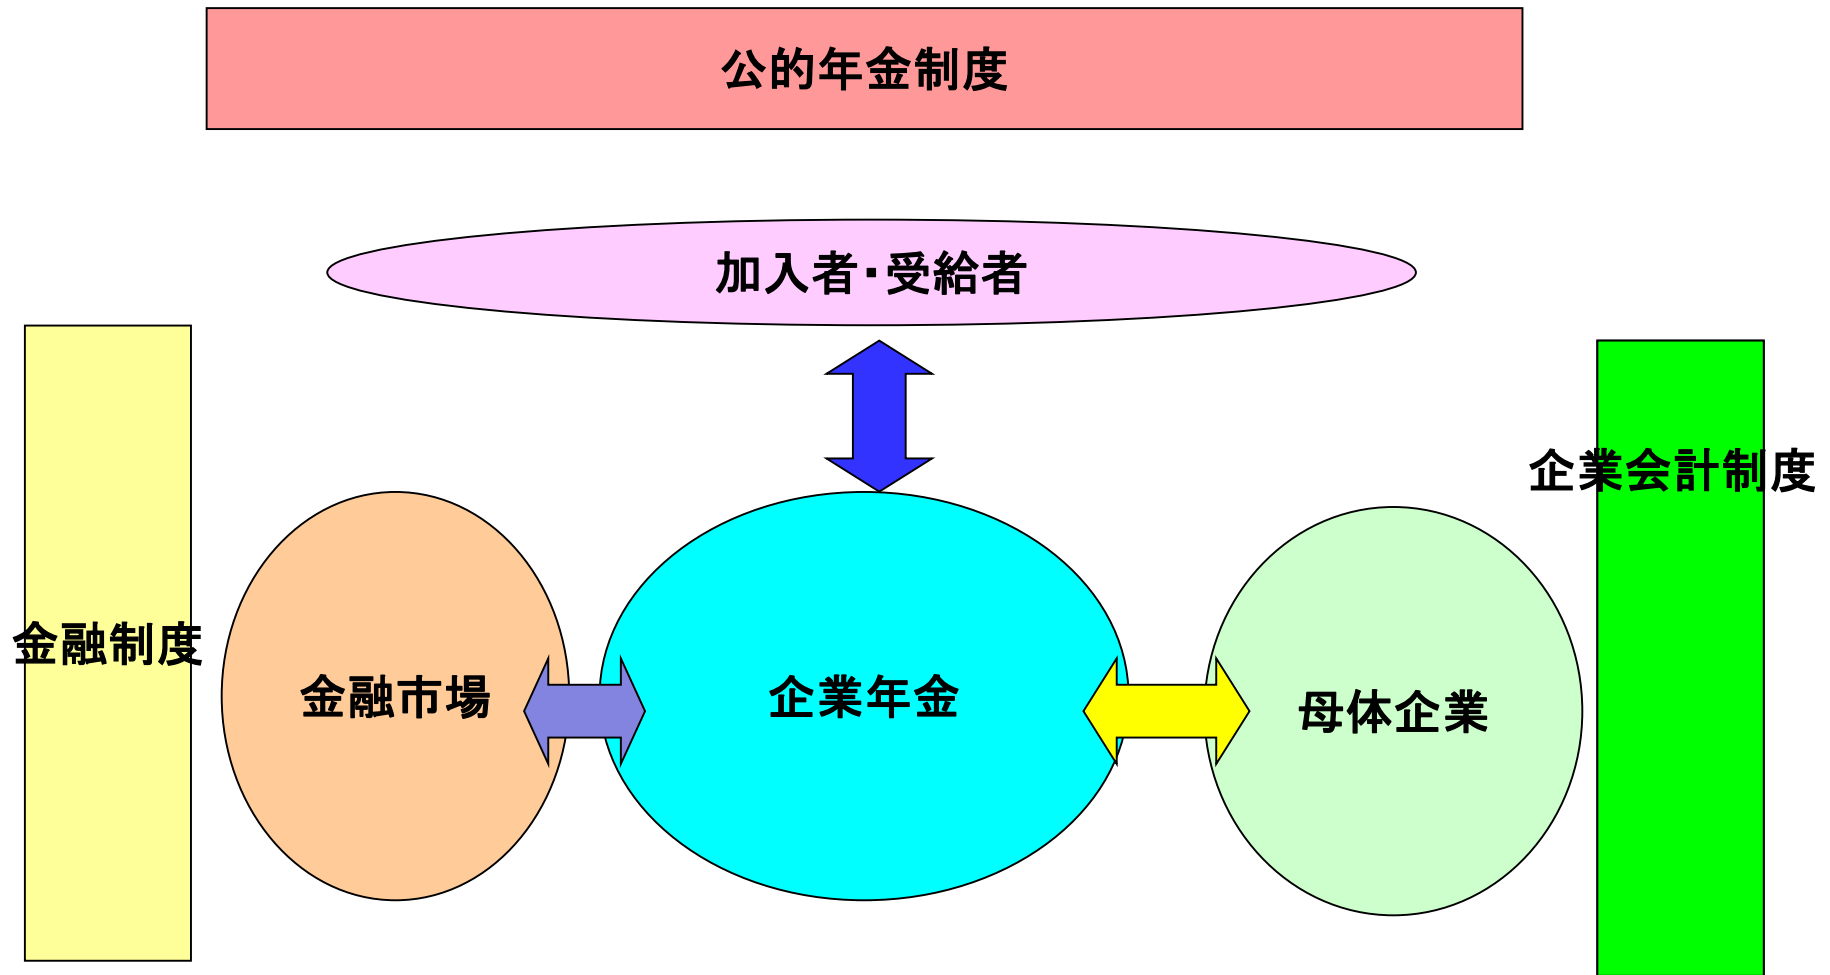 公的年金制度
加入者・受給者
企業会計制度
金融制度
金融市場
企業年金
母体企業